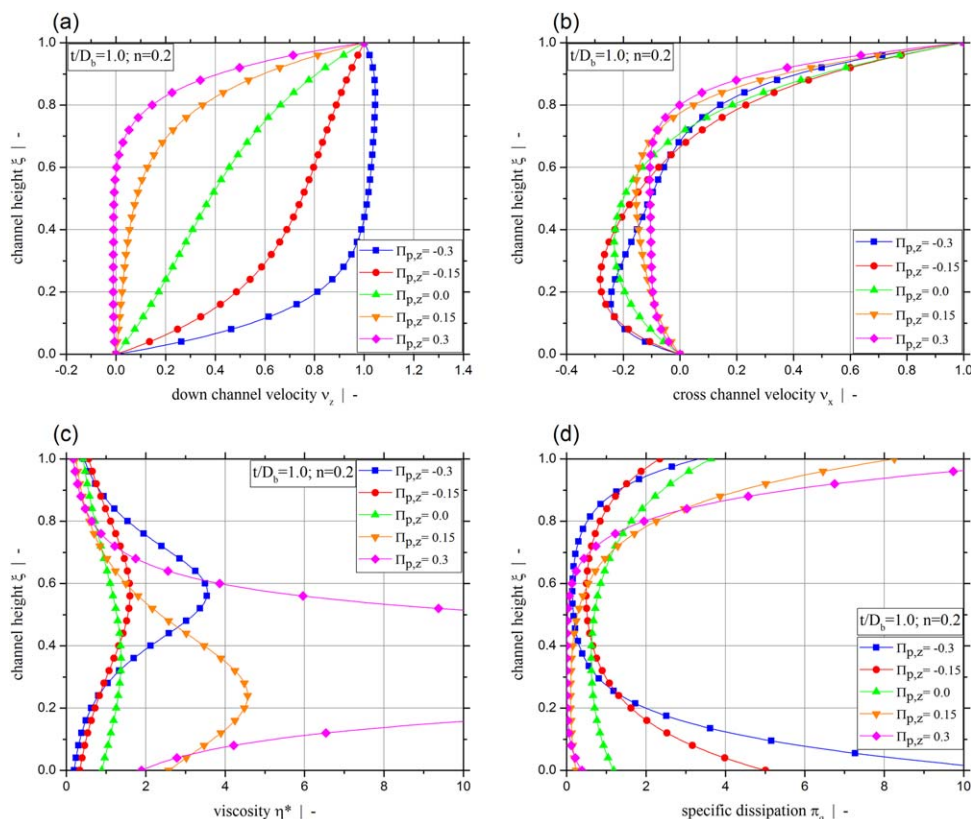 (a)
t/D_b=1.0; n=0.2
channel height ξ | -
1.0
0.8
0.6
0.4
0.2
0.0
Π_p,z= -0.3
Π_p,z= -0.15
Π_p,z= 0.0
Π_p,z= 0.15
Π_p,z= 0.3
-0.2 0.0 0.2 0.4 0.6 0.8 1.0 1.2 1.4
down channel velocity ν_z | -
(b)
t/D_b=1.0; n=0.2
channel height ξ | -
1.0
0.8
0.6
0.4
0.2
0.0
Π_p,z= -0.3
Π_p,z= -0.15
Π_p,z= 0.0
Π_p,z= 0.15
Π_p,z= 0.3
-0.4 -0.2 0.0 0.2 0.4 0.6 0.8 1.0
cross channel velocity ν_x | -
(c)
t/D_b=1.0; n=0.2
channel height ξ | -
1.0
0.8
0.6
0.4
0.2
0.0
Π_p,z= -0.3
Π_p,z= -0.15
Π_p,z= 0.0
Π_p,z= 0.15
Π_p,z= 0.3
0 2 4 6 8 10
viscosity η* | -
(d)
channel height ξ | -
1.0
0.8
0.6
0.4
0.2
0.0
t/D_b=1.0; n=0.2
Π_p,z= -0.3
Π_p,z= -0.15
Π_p,z= 0.0
Π_p,z= 0.15
Π_p,z= 0.3
0 2 4 6 8 10
specific dissipation π | -